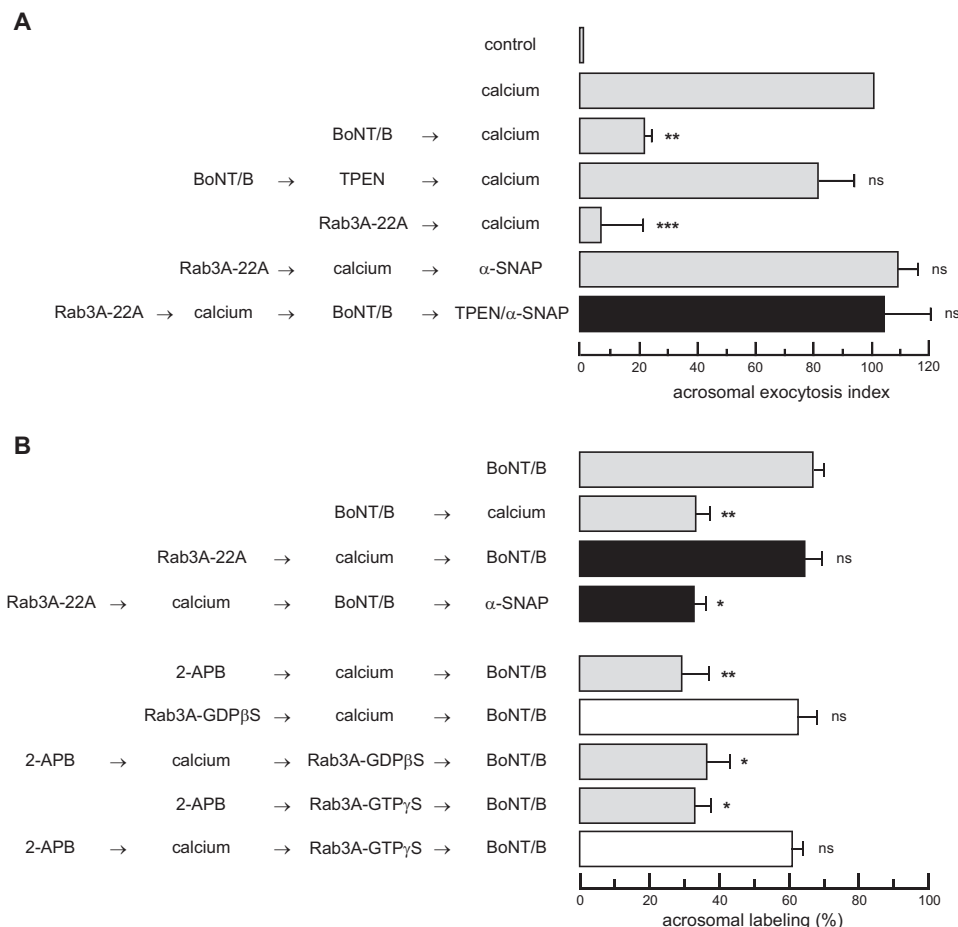 A
control
calcium
BoNT/B → calcium **
BoNT/B → TPEN → calcium ns
Rab3A-22A → calcium ***
Rab3A-22A → calcium → α-SNAP ns
Rab3A-22A → calcium → BoNT/B → TPEN/α-SNAP ns
0 20 40 60 80 100 120
acrosomal exocytosis index
B
BoNT/B
BoNT/B → calcium **
Rab3A-22A → calcium → BoNT/B ns
Rab3A-22A → calcium → BoNT/B → α-SNAP *
2-APB → calcium → BoNT/B **
Rab3A-GDPβS → calcium → BoNT/B ns
2-APB → calcium → Rab3A-GDPβS → BoNT/B *
2-APB → Rab3A-GTPγS → BoNT/B *
2-APB → calcium → Rab3A-GTPγS → BoNT/B ns
0 20 40 60 80 100
acrosomal labeling (%)